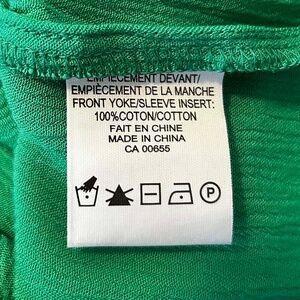 EMPIÈCEMENT DEVANT/
EMPIÈCEMENT DE LA MANCHE
FRONT YOKE/SLEEVE INSERT:
100%COTON/COTTON
FAIT EN CHINE
MADE IN CHINA
CA 00655
P